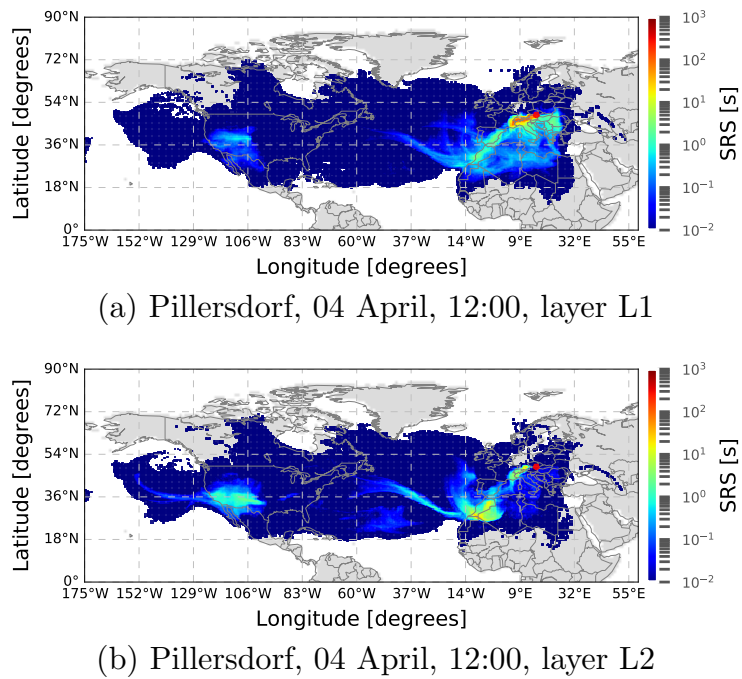 90°N
72°N
54°N
36°N
18°N
0°
Latitude [degrees]
175°W 152°W 129°W 106°W 83°W 60°W 37°W 14°W 9°E 32°E 55°E
Longitude [degrees]
10³
10²
10¹
10⁰
10⁻¹
10⁻²
SRS [s]
(a) Pillersdorf, 04 April, 12:00, layer L1
90°N
72°N
54°N
36°N
18°N
0°
Latitude [degrees]
175°W 152°W 129°W 106°W 83°W 60°W 37°W 14°W 9°E 32°E 55°E
Longitude [degrees]
10³
10²
10¹
10⁰
10⁻¹
10⁻²
SRS [s]
(b) Pillersdorf, 04 April, 12:00, layer L2